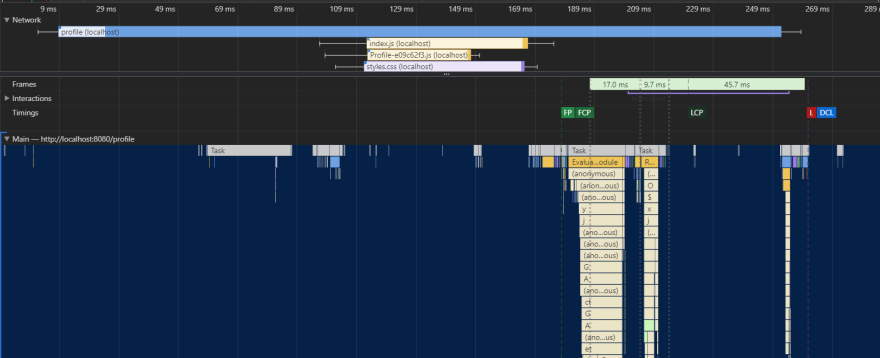 9 ms 29 ms 49 ms 69 ms 89 ms 109 ms 129 ms 149 ms 169 ms 189 ms 209 ms 229 ms 249 ms 269 ms 289
Network
profile (localhost)
index.js (localhost)
Profile-e09c62f3.js (localhost)
styles.css (localhost)
Frames 17.0 ms 9.7 ms 45.7 ms
Interactions
Timings FP FCP LCP L DCL
Main — http://localhost:8080/profile
Task Task Task
Evalua...odule R...
(anonymous) (...
(anon...ous) O
(ano...ous) $
y x
j j
(ano...ous) (...
(ano...ous)
(ano...ous)
G
A
(ano...ous)
ct
G
A
(ano...us)
et